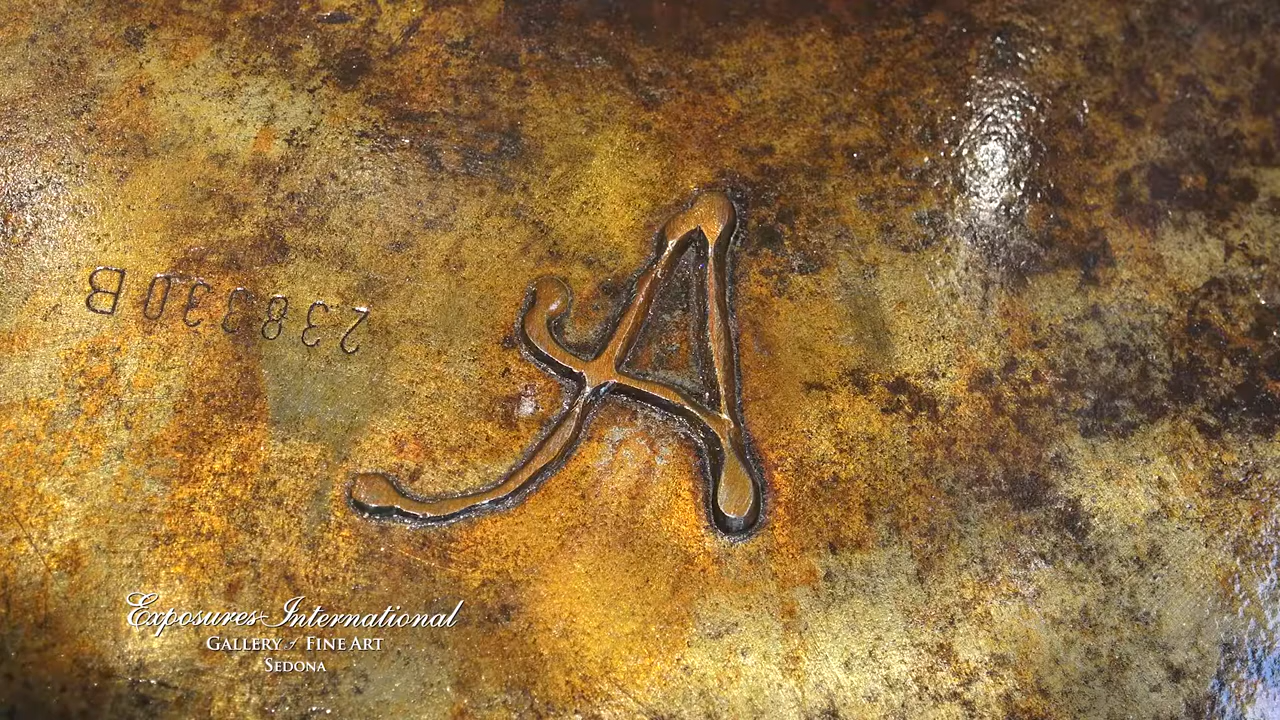 A
238330B
Exposures International
Gallery of Fine Art
Sedona